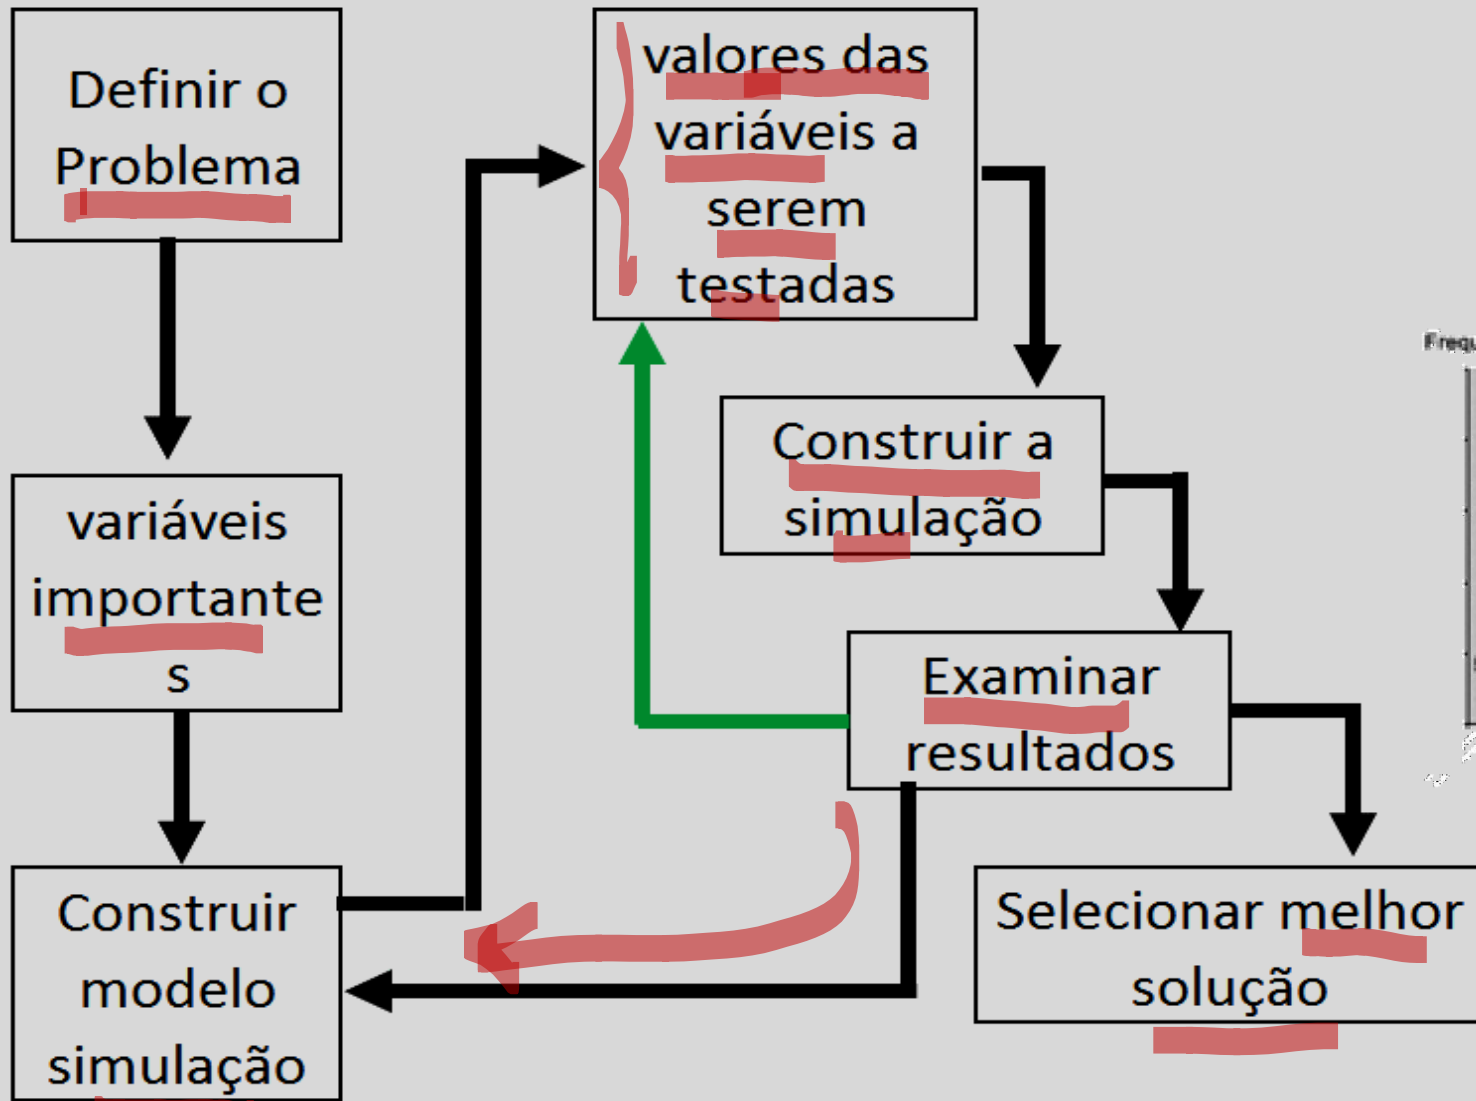 Definir o
Problema
variáveis
importante
s
Construir
modelo
simulação
valores das
variáveis a
serem
testadas
Construir a
simulação
Examinar
resultados
Selecionar melhor
solução